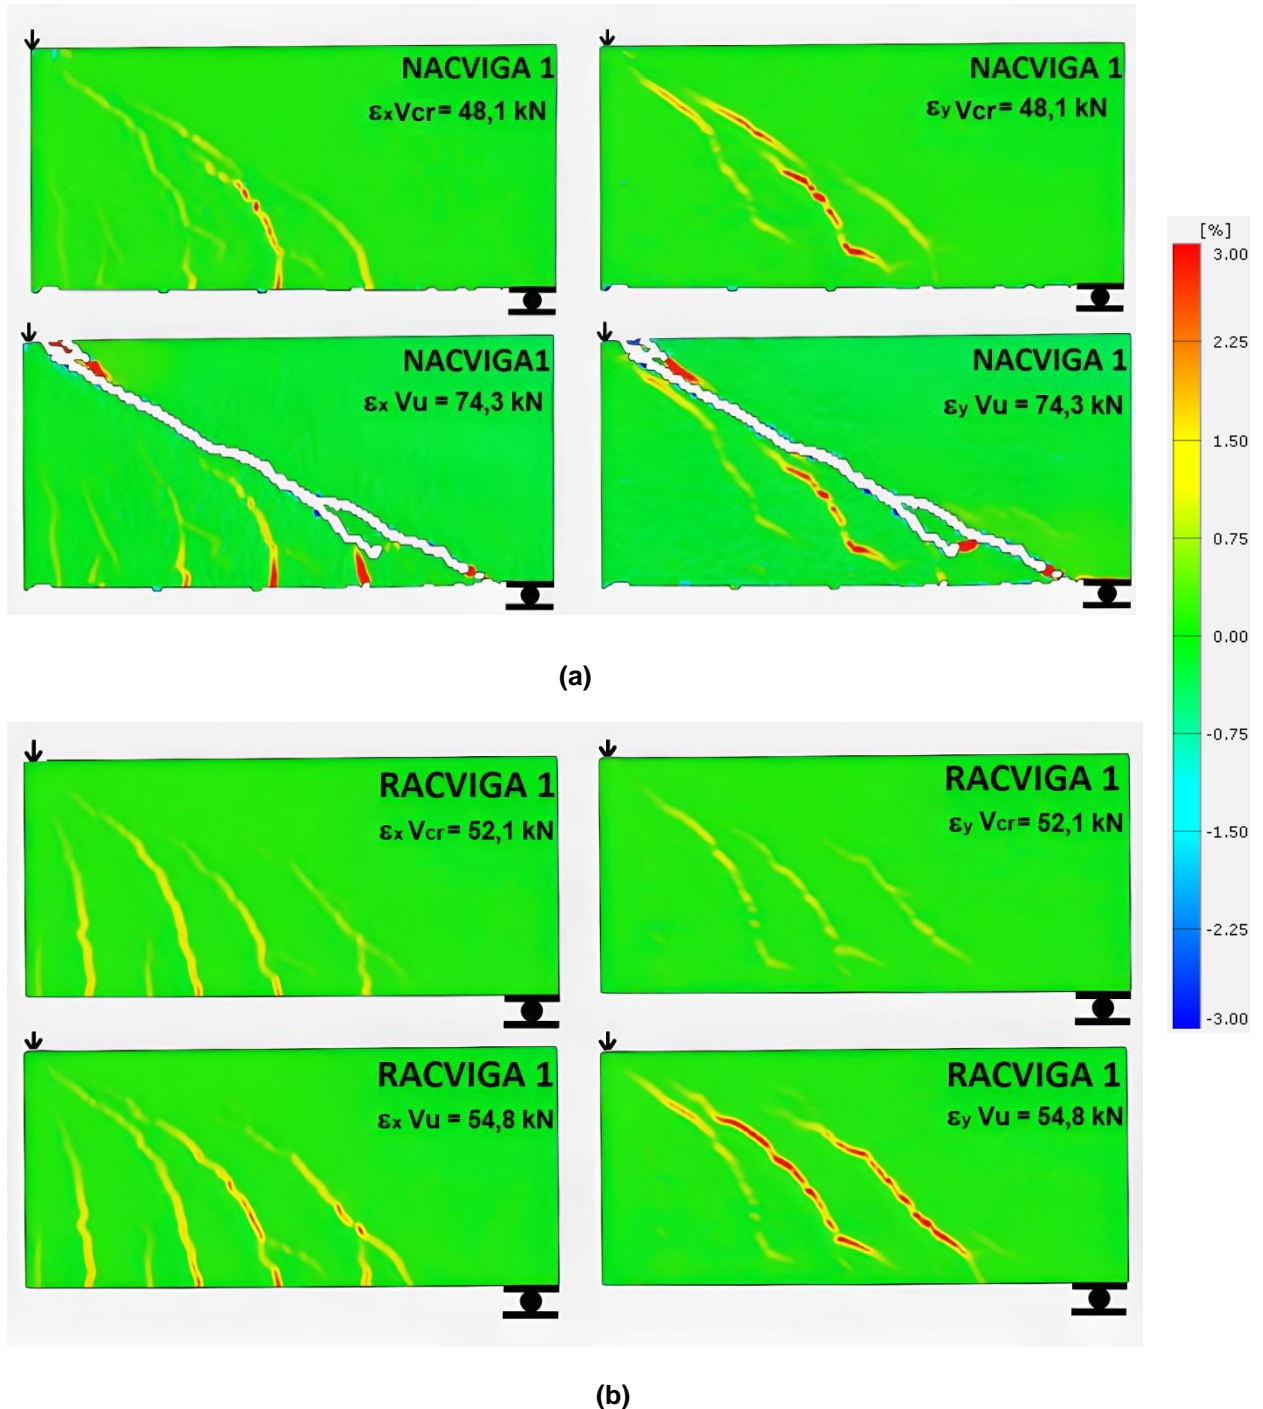 NACVIGA 1
εxVcr= 48,1 kN
NACVIGA 1
εy Vcr= 48,1 kN
NACVIGA1
εx Vu = 74,3 kN
NACVIGA 1
εy Vu = 74,3 kN
(a)
[%]
3.00
2.25
1.50
0.75
0.00
-0.75
-1.50
-2.25
-3.00
RACVIGA 1
εx Vcr= 52,1 kN
RACVIGA 1
εy Vcr= 52,1 kN
RACVIGA 1
εx Vu = 54,8 kN
RACVIGA 1
εy Vu = 54,8 kN
(b)